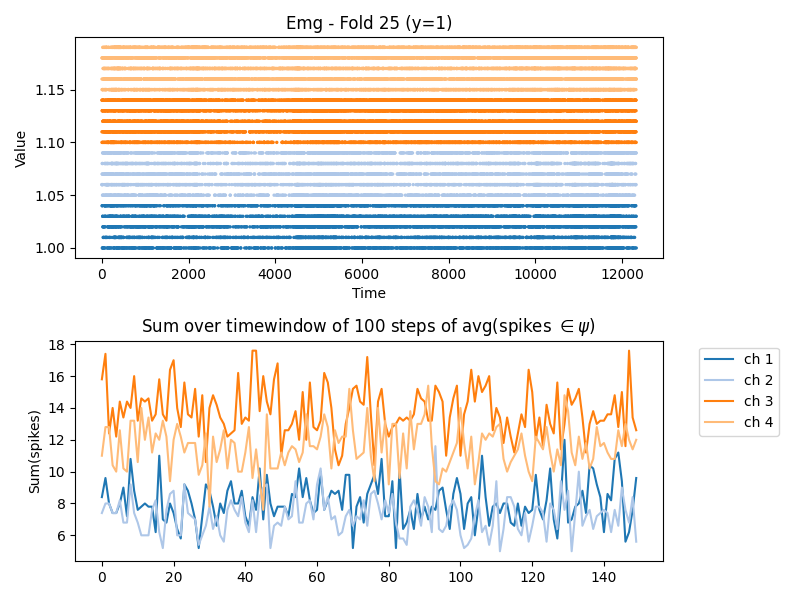 Emg - Fold 25 (y=1)
Value
1.15
1.10
1.05
1.00
0 2000 4000 6000 8000 10000 12000
Time
Sum over timewindow of 100 steps of avg(spikes ∈ψ)
Sum(spikes)
18
16
14
12
10
8
6
0 20 40 60 80 100 120 140
ch 1
ch 2
ch 3
ch 4